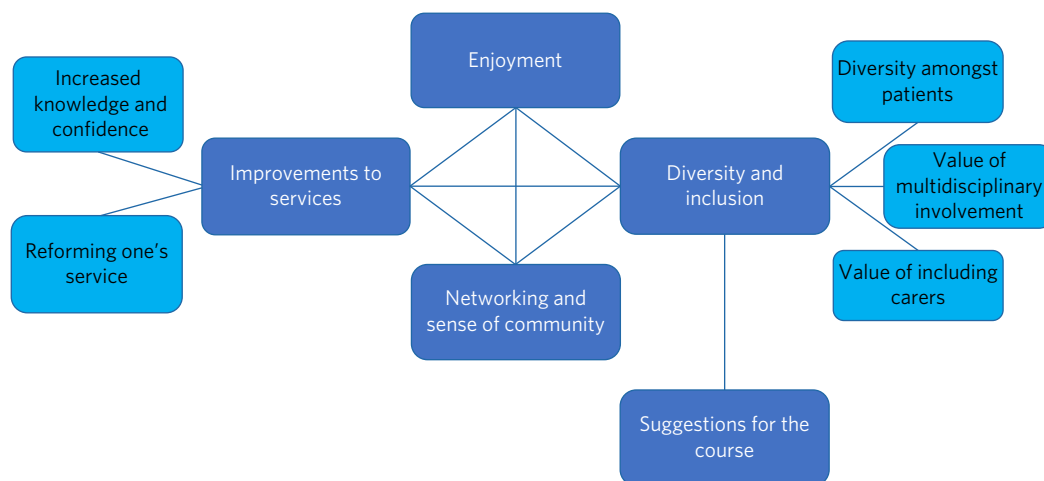 Enjoyment
Increased
knowledge and
confidence
Diversity amongst
patients
Improvements to
services
Diversity and
inclusion
Value of
multidisciplinary
involvement
Reforming one’s
service
Value of including
carers
Networking and
sense of community
Suggestions for the
course